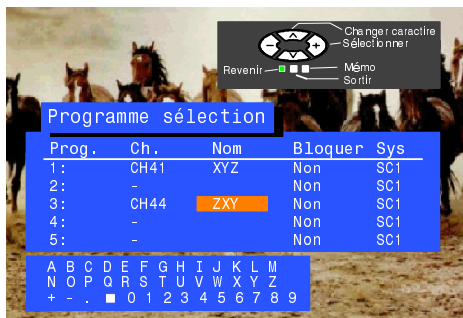 Changer caractire
Sélectionner
Revenir
Mémo
Sortir
Programme sélection
Prog. Ch. Nom Bloquer Sys
1: CH41 XYZ Non SC1
2: - Non SC1
3: CH44 ZXY Non SC1
4: - Non SC1
5: - Non SC1
A B C D E F G H I J K L M
N O P Q R S T U V W X Y Z
+ - . ■ 0 1 2 3 4 5 6 7 8 9